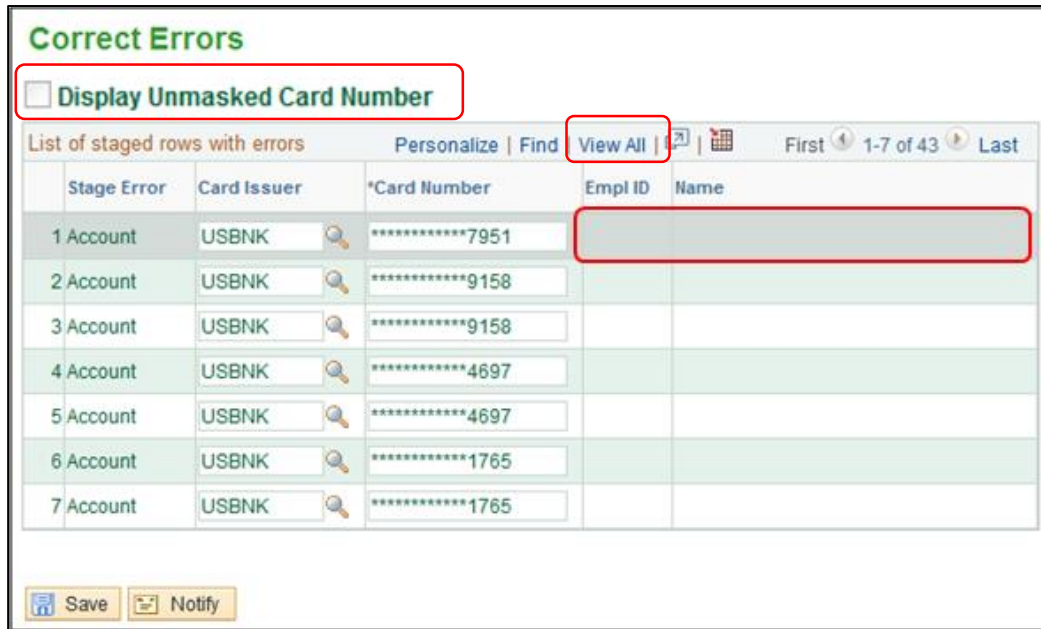 Correct Errors
Display Unmasked Card Number
List of staged rows with errors Personalize | Find | View All | | First 1-7 of 43 Last
Stage Error Card Issuer *Card Number Empl ID Name
1 Account USBNK ************7951
2 Account USBNK ************9158
3 Account USBNK ************9158
4 Account USBNK ************4697
5 Account USBNK ************4697
6 Account USBNK ************1765
7 Account USBNK ************1765
Save Notify